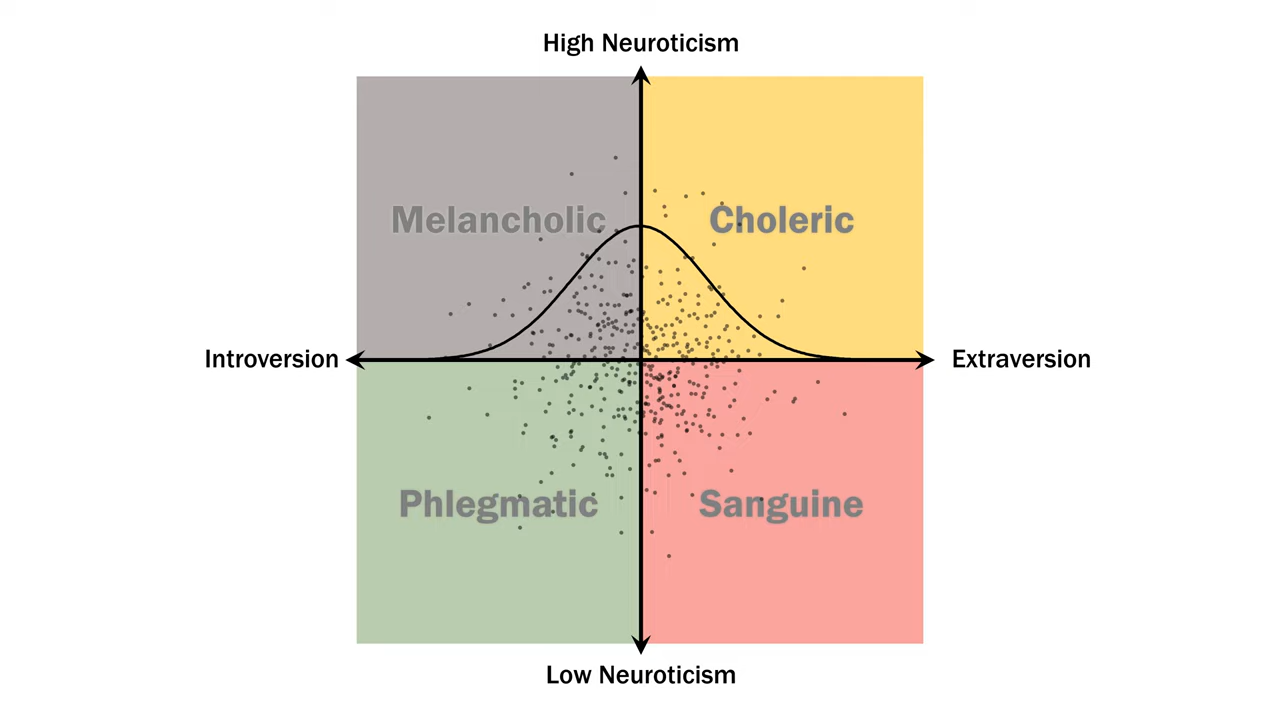 High Neuroticism
Melancholic
Choleric
Introversion
Extraversion
Phlegmatic
Sanguine
Low Neuroticism